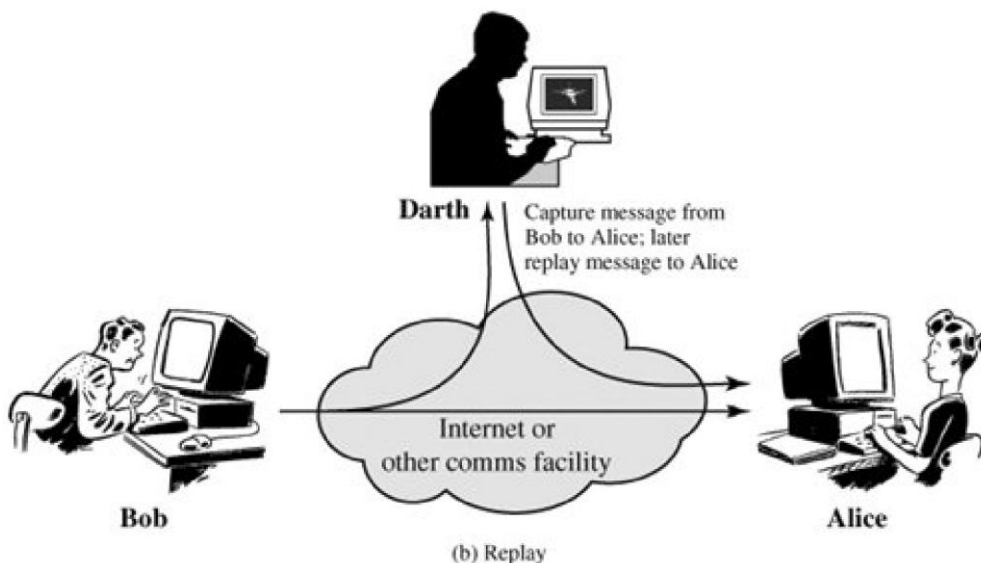 Darth
Capture message from
Bob to Alice; later
replay message to Alice
Internet or
other comms facility
Bob
Alice
(b) Replay